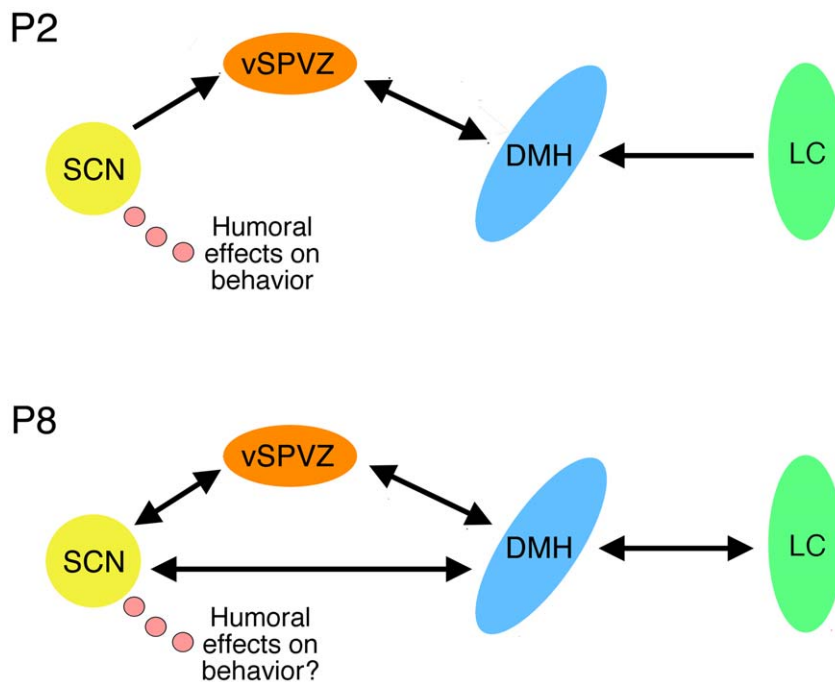 P2
vSPVZ
SCN
DMH
LC
Humoral
effects on
behavior
P8
vSPVZ
SCN
DMH
LC
Humoral
effects on
behavior?